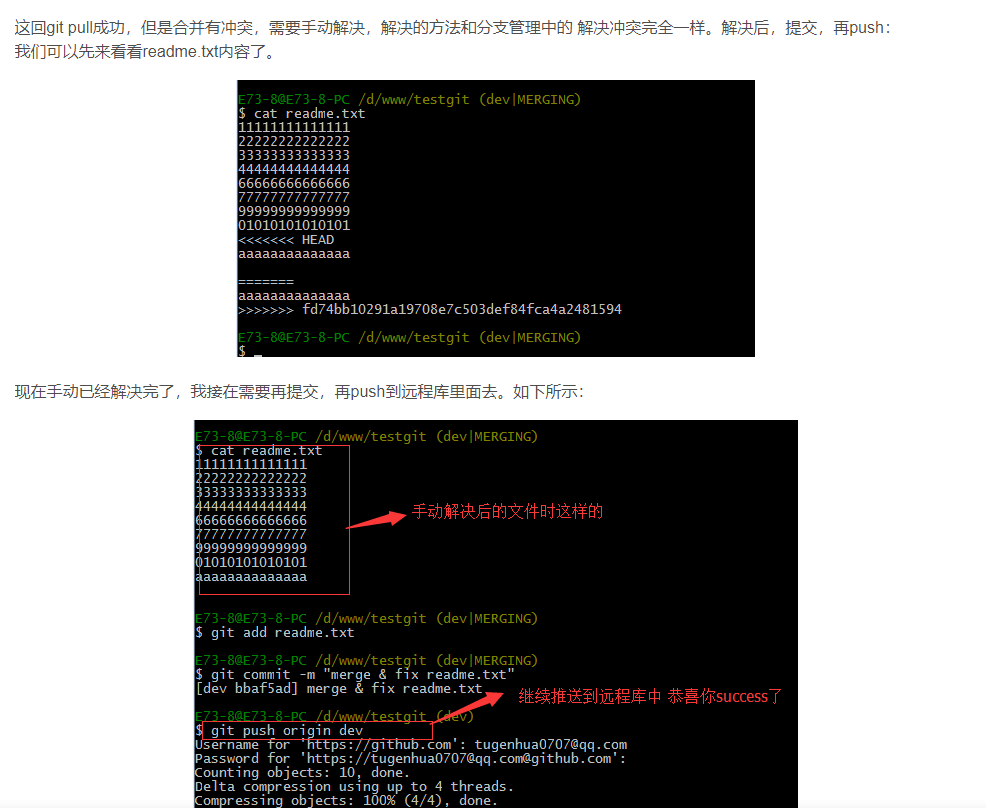 这回git pull成功，但是合并有冲突，需要手动解决，解决的方法和分支管理中的 解决冲突完全一样。解决后，提交，再push：
我们可以先来看看readme.txt内容了。
E73-8@E73-8-PC /d/www/testgit (dev|MERGING)
$ cat readme.txt
11111111111111
22222222222222
33333333333333
44444444444444
66666666666666
77777777777777
99999999999999
01010101010101
<<<<<<< HEAD
aaaaaaaaaaaaaa
=======
aaaaaaaaaaaaaa
>>>>>>> fd74bb10291a19708e7c503def84fca4a2481594
E73-8@E73-8-PC /d/www/testgit (dev|MERGING)
$ _
现在手动已经解决完了，我接在需要再提交，再push到远程库里面去。如下所示：
E73-8@E73-8-PC /d/www/testgit (dev|MERGING)
$ cat readme.txt
11111111111111
22222222222222
33333333333333
44444444444444
手动解决后的文件时这样的
66666666666666
77777777777777
99999999999999
01010101010101
aaaaaaaaaaaaaa
E73-8@E73-8-PC /d/www/testgit (dev|MERGING)
$ git add readme.txt
E73-8@E73-8-PC /d/www/testgit (dev|MERGING)
$ git commit -m "merge & fix readme.txt"
[dev bbaf5ad] merge & fix readme.txt
继续推送到远程库中 恭喜你success了
E73-8@E73-8-PC /d/www/testgit (dev)
$ git push origin dev
Username for 'https://github.com': tugenhua0707@qq.com
Password for 'https://tugenhua0707@qq.com@github.com':
Counting objects: 10, done.
Delta compression using up to 4 threads.
Compressing objects: 100% (4/4), done.